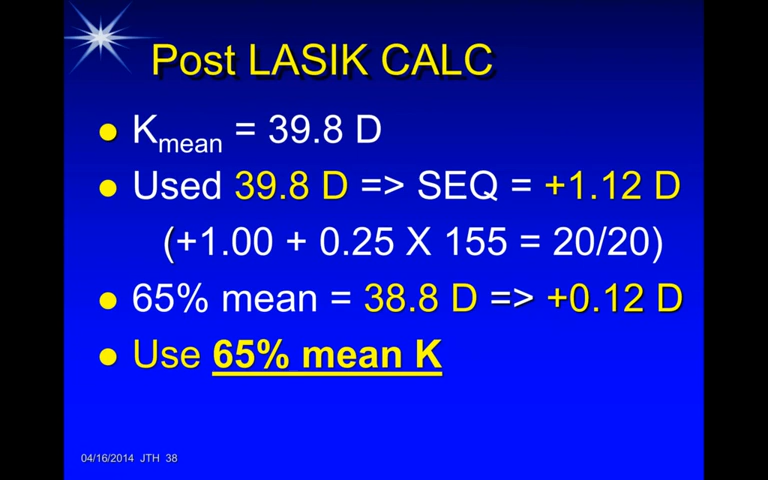 Post LASIK CALC
Kmean = 39.8 D
Used 39.8 D => SEQ = +1.12 D
(+1.00 + 0.25 X 155 = 20/20)
65% mean = 38.8 D => +0.12 D
Use 65% mean K
04/16/2014 JTH 38